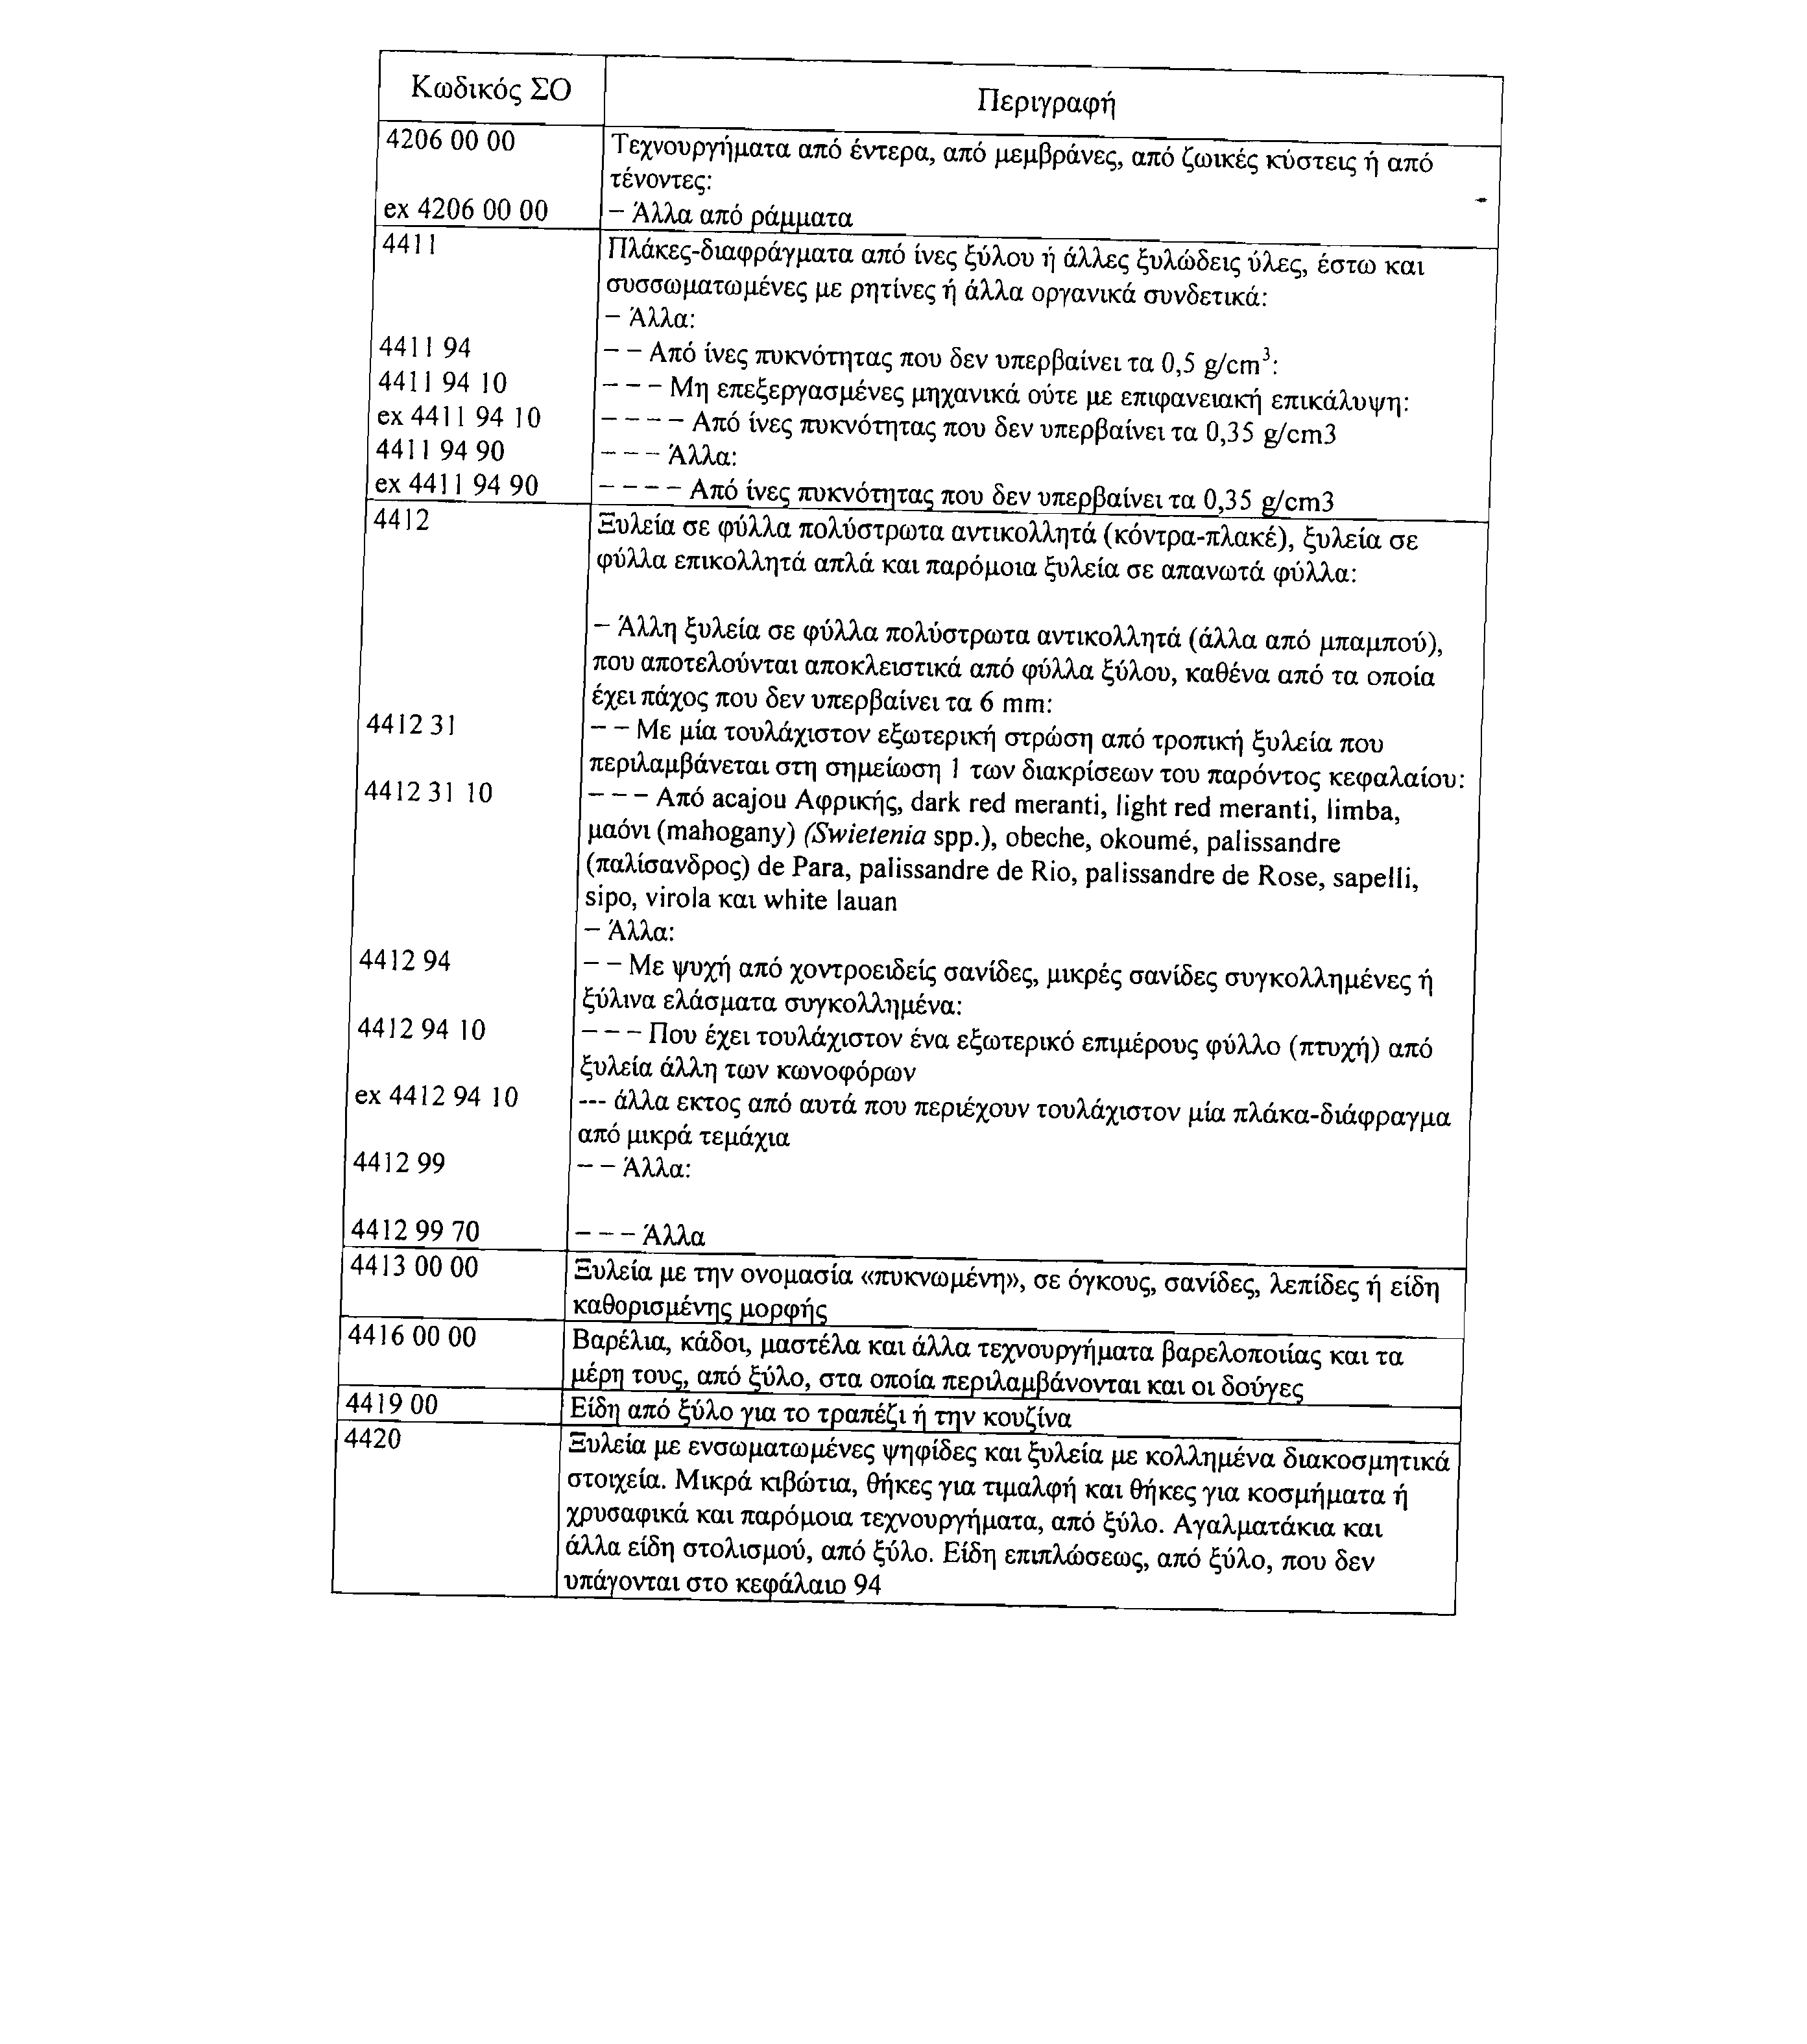 Κωδικός ΣΟ
Περιγραφή
4206 00 00
Τεχνουργήματα από έντερα, από μεμβράνες, από ζωικές κύστεις ή από
τένοντες:
ex 4206 00 00
– Άλλα από ράμματα
4411
Πλάκες-διαφράγματα από ίνες ξύλου ή άλλες ξυλώδεις ύλες, έστω και
συσσωματωμένες με ρητίνες ή άλλα οργανικά συνδετικά:
– Άλλα:
4411 94
– – Από ίνες πυκνότητας που δεν υπερβαίνει τα 0,5 g/cm³:
4411 94 10
– – – Μη επεξεργασμένες μηχανικά ούτε με επιφανειακή επικάλυψη:
ex 4411 94 10
– – – – Από ίνες πυκνότητας που δεν υπερβαίνει τα 0,35 g/cm3
4411 94 90
– – – Άλλα:
ex 4411 94 90
– – – – Από ίνες πυκνότητας που δεν υπερβαίνει τα 0,35 g/cm3
4412
Ξυλεία σε φύλλα πολύστρωτα αντικολλητά (κόντρα-πλακέ), ξυλεία σε
φύλλα επικολλητά απλά και παρόμοια ξυλεία σε απανωτά φύλλα:
– Άλλη ξυλεία σε φύλλα πολύστρωτα αντικολλητά (άλλα από μπαμπού),
που αποτελούνται αποκλειστικά από φύλλα ξύλου, καθένα από τα οποία
έχει πάχος που δεν υπερβαίνει τα 6 mm:
4412 31
– – Με μία τουλάχιστον εξωτερική στρώση από τροπική ξυλεία που
περιλαμβάνεται στη σημείωση 1 των διακρίσεων του παρόντος κεφαλαίου:
4412 31 10
– – – Από acajou Αφρικής, dark red meranti, light red meranti, limba,
μαόνι (mahogany) (Swietenia spp.), obeche, okoumé, palissandre
(παλίσανδρος) de Para, palissandre de Rio, palissandre de Rose, sapelli,
sipo, virola και white lauan
– Άλλα:
4412 94
– – Με ψυχή από χοντροειδείς σανίδες, μικρές σανίδες συγκολλημένες ή
ξύλινα ελάσματα συγκολλημένα:
4412 94 10
– – – Που έχει τουλάχιστον ένα εξωτερικό επιμέρους φύλλο (πτυχή) από
ξυλεία άλλη των κωνοφόρων
ex 4412 94 10
--- άλλα εκτος από αυτά που περιέχουν τουλάχιστον μία πλάκα-διάφραγμα
από μικρά τεμάχια
4412 99
– – Άλλα:
4412 99 70
– – – Άλλα
4413 00 00
Ξυλεία με την ονομασία «πυκνωμένη», σε όγκους, σανίδες, λεπίδες ή είδη
καθορισμένης μορφής
4416 00 00
Βαρέλια, κάδοι, μαστέλα και άλλα τεχνουργήματα βαρελοποιίας και τα
μέρη τους, από ξύλο, στα οποία περιλαμβάνονται και οι δούγες
4419 00
Είδη από ξύλο για το τραπέζι ή την κουζίνα
4420
Ξυλεία με ενσωματωμένες ψηφίδες και ξυλεία με κολλημένα διακοσμητικά
στοιχεία. Μικρά κιβώτια, θήκες για τιμαλφή και θήκες για κοσμήματα ή
χρυσαφικά και παρόμοια τεχνουργήματα, από ξύλο. Αγαλματάκια και
άλλα είδη στολισμού, από ξύλο. Είδη επιπλώσεως, από ξύλο, που δεν
υπάγονται στο κεφάλαιο 94